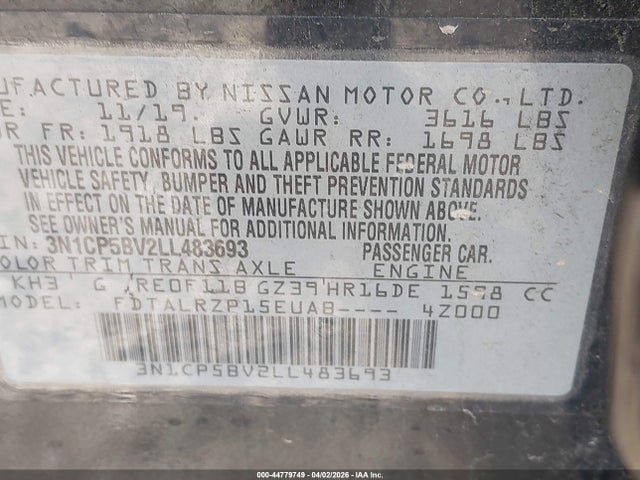 UFACTURED BY NISSAN MOTOR CO., LTD.
E: 11/19. GVWR: 3616 LBS
R FR: 1918 LBS GAWR RR: 1698 LBS
THIS VEHICLE CONFORMS TO ALL APPLICABLE FEDERAL MOTOR
VEHICLE SAFETY, BUMPER AND THEFT PREVENTION STANDARDS
IN EFFECT ON THE DATE OF MANUFACTURE SHOWN ABOVE.
SEE OWNER'S MANUAL FOR ADDITIONAL INFORMATION
IN: 3N1CP5BV2LL483693 PASSENGER CAR.
OLOR TRIM TRANS AXLE ENGINE
KH3 G RE0F11B GZ39 HR16DE 1598 CC
FDTALRZP15EUAB---- 4Z000
3N1CP5BV2LL483693
000-44779749 | 04/02/2026 | IAA Inc.